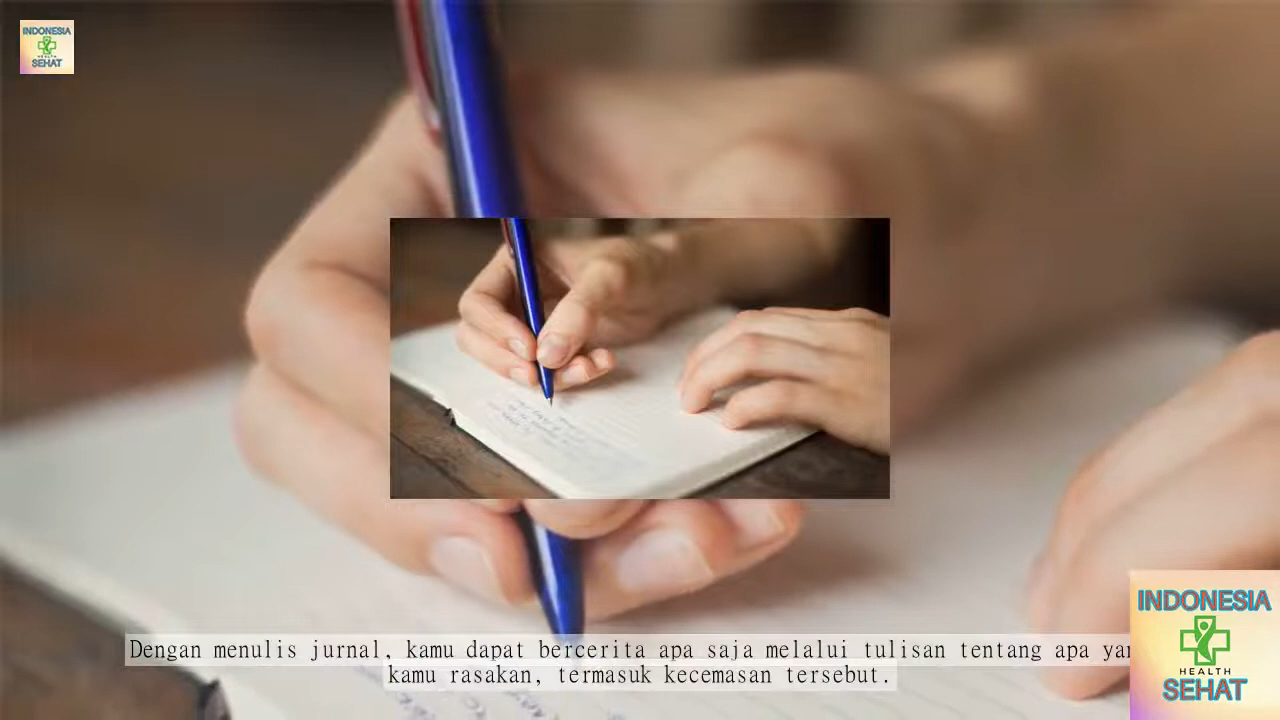 INDONESIA
HEALTH
SEHAT
Dengan menulis jurnal, kamu dapat bercerita apa saja melalui tulisan tentang apa
kamu rasakan, termasuk kecemasan tersebut.
INDONESIA
HEALTH
SEHAT